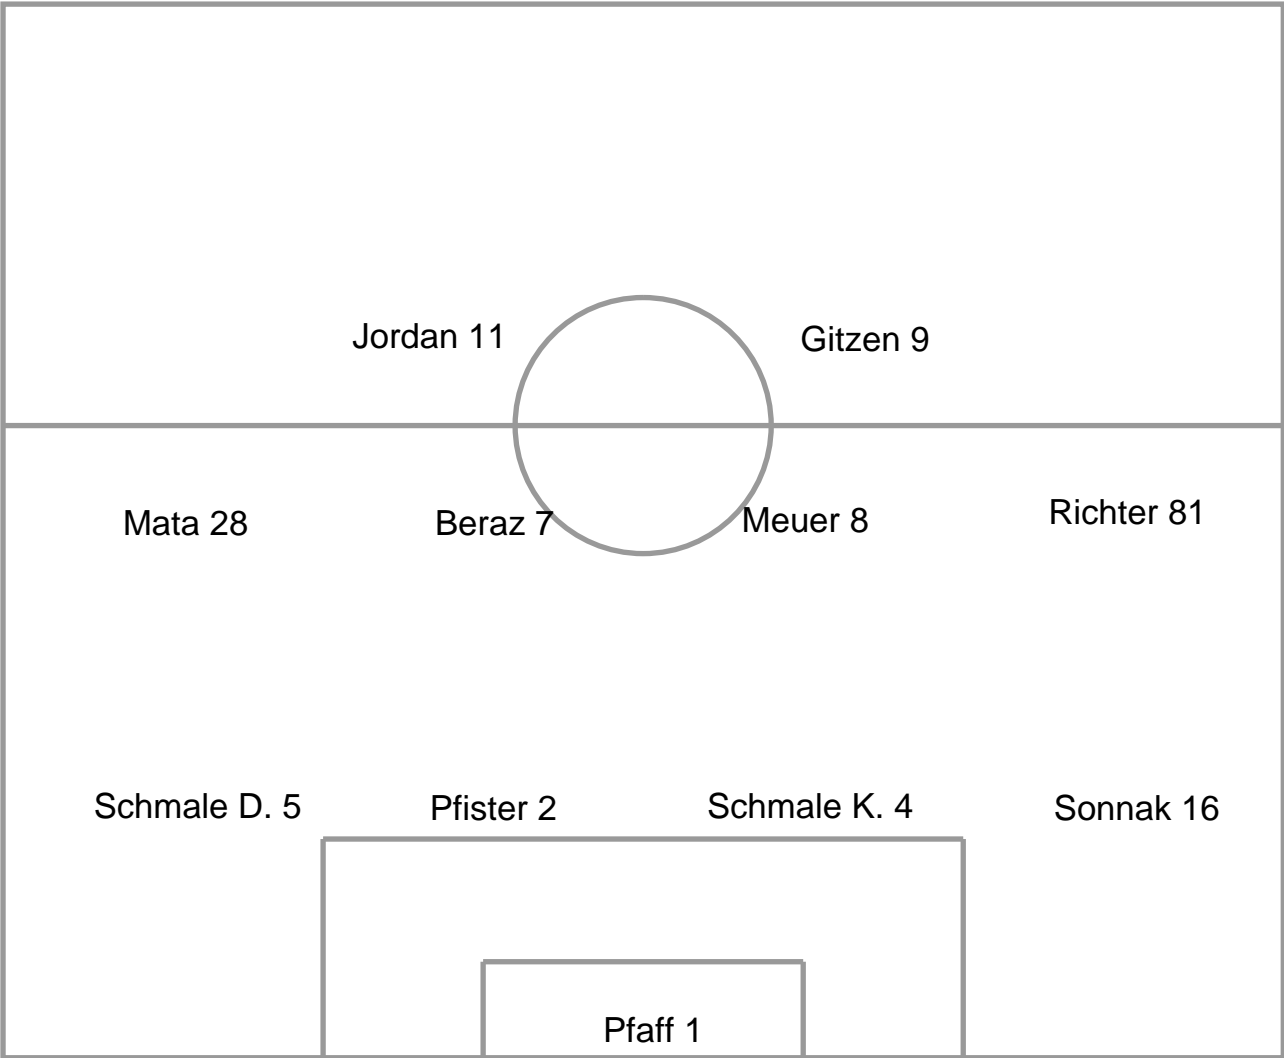 Jordan 11
Gitzen 9
Mata 28
Beraz 7
Meuer 8
Richter 81
Schmale D. 5
Pfister 2
Schmale K. 4
Sonnak 16
Pfaff 1